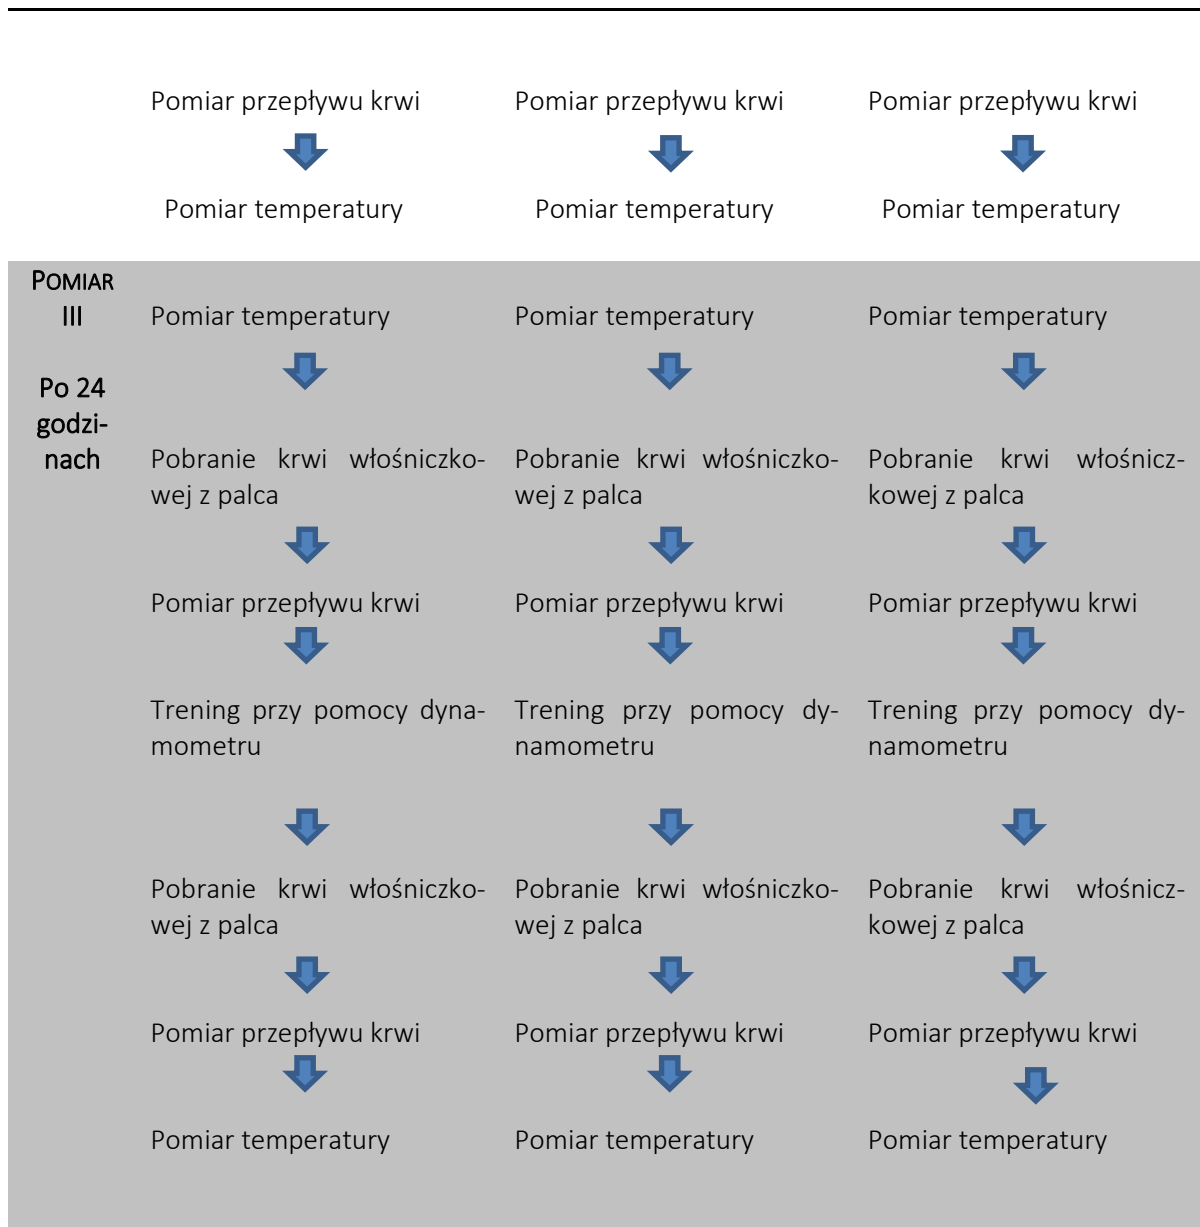 Pomiar przepływu krwi Pomiar przepływu krwi Pomiar przepływu krwi
Pomiar temperatury Pomiar temperatury Pomiar temperatury
POMIAR
III Pomiar temperatury Pomiar temperatury Pomiar temperatury
Po 24
godzi-
nach Pobranie krwi włośniczko- Pobranie krwi włośniczko- Pobranie krwi włośnicz-
wej z palca wej z palca kowej z palca
Pomiar przepływu krwi Pomiar przepływu krwi Pomiar przepływu krwi
Trening przy pomocy dyna- Trening przy pomocy dy- Trening przy pomocy dy-
mometru namometru namometru
Pobranie krwi włośniczko- Pobranie krwi włośniczko- Pobranie krwi włośnicz-
wej z palca wej z palca kowej z palca
Pomiar przepływu krwi Pomiar przepływu krwi Pomiar przepływu krwi
Pomiar temperatury Pomiar temperatury Pomiar temperatury